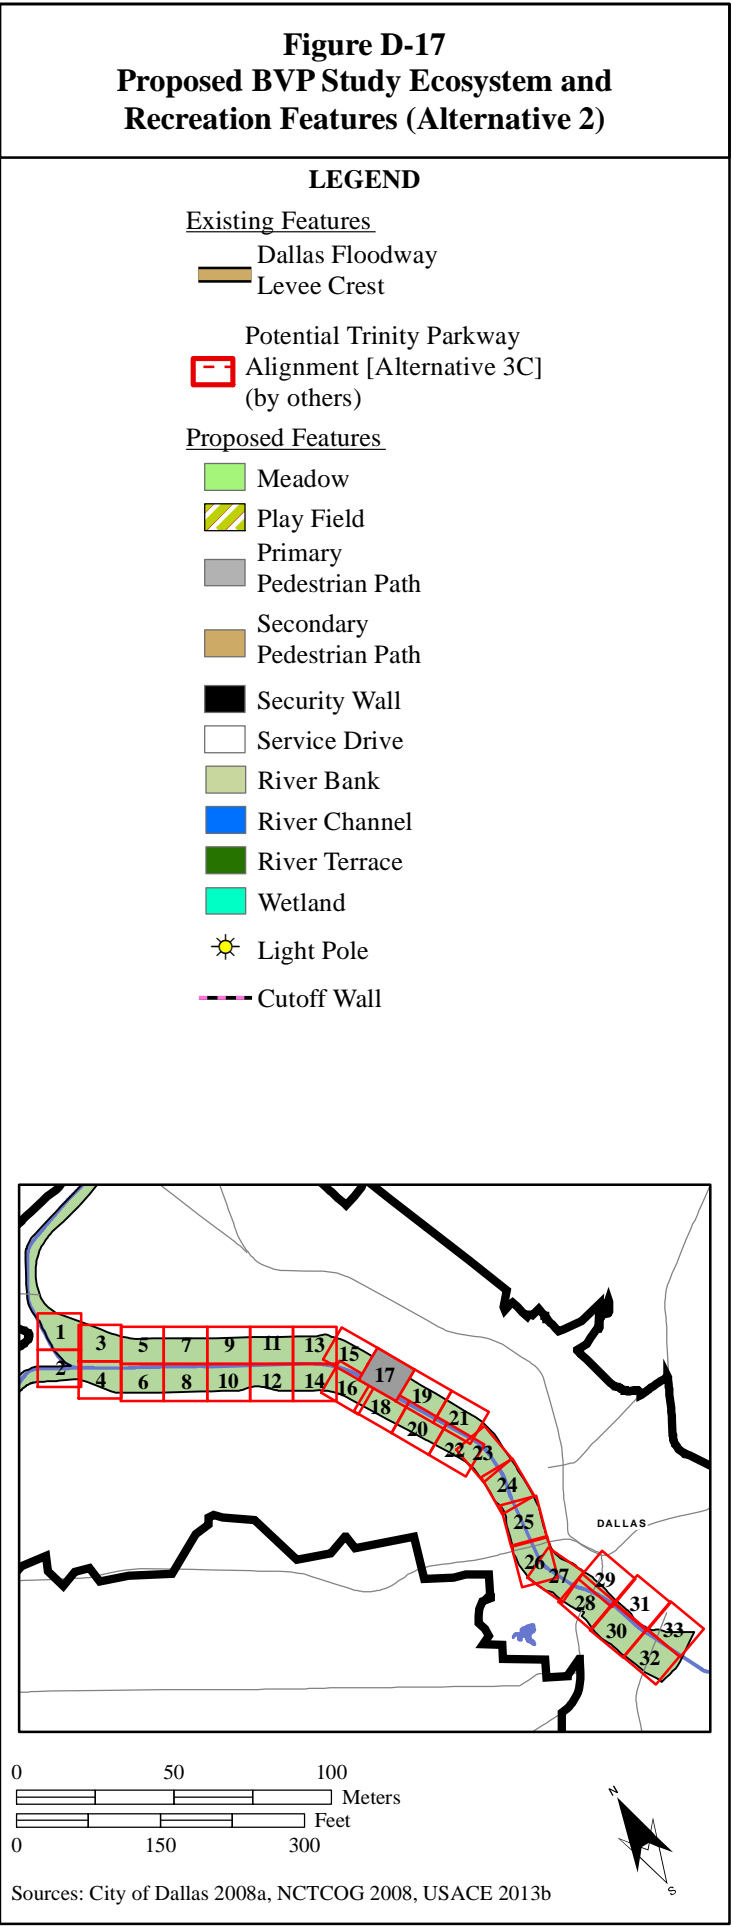 Figure D-17
Proposed BVP Study Ecosystem and
Recreation Features (Alternative 2)
LEGEND
Existing Features
Dallas Floodway
Levee Crest
Potential Trinity Parkway
Alignment [Alternative 3C]
(by others)
Proposed Features
Meadow
Play Field
Primary
Pedestrian Path
Secondary
Pedestrian Path
Security Wall
Service Drive
River Bank
River Channel
River Terrace
Wetland
Light Pole
Cutoff Wall
1
3
5
7
9
11
13
15
17
19
21
2
4
6
8
10
12
14
16
18
20
22
23
24
25
26
27
28
29
30
31
32
33
DALLAS
0 50 100
Meters
Feet
0 150 300
N
S
Sources: City of Dallas 2008a, NCTCOG 2008, USACE 2013b